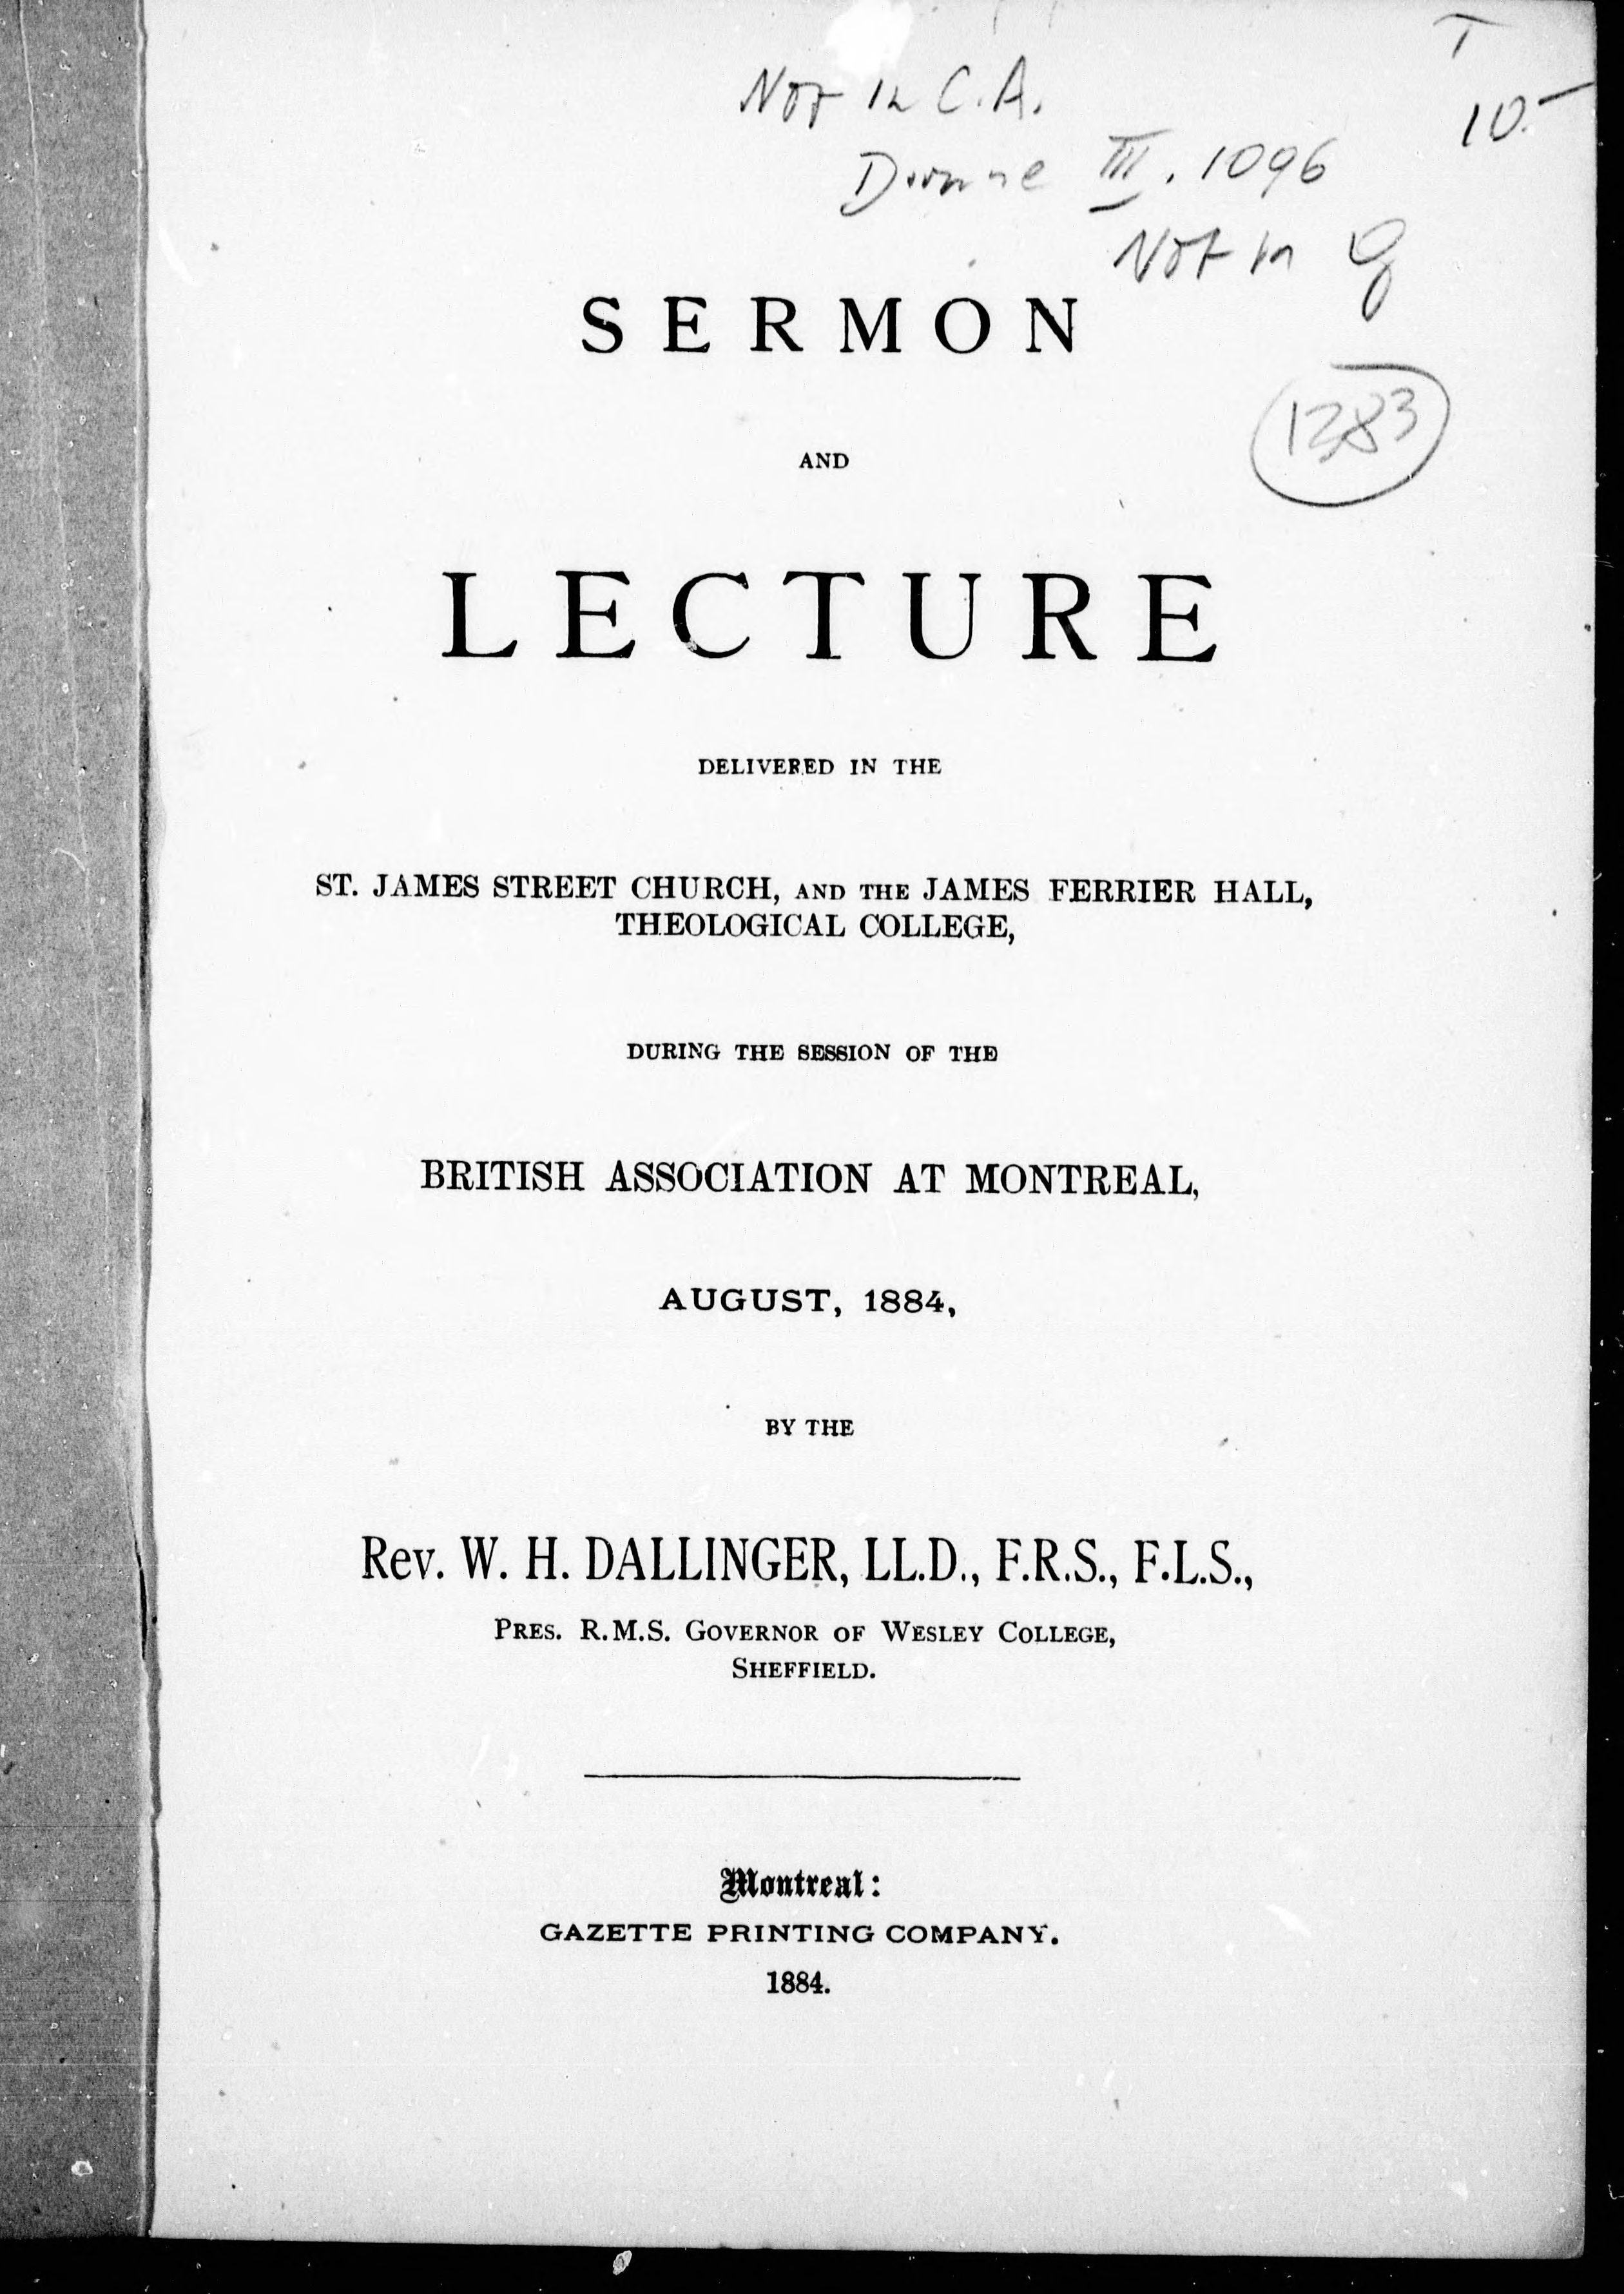 T
10.-
Not in C.A.
Dionne III. 1096
Not in G
SERMON
1283
AND
LECTURE
DELIVERED IN THE
ST. JAMES STREET CHURCH, AND THE JAMES FERRIER HALL,
THEOLOGICAL COLLEGE,
DURING THE SESSION OF THE
BRITISH ASSOCIATION AT MONTREAL,
AUGUST, 1884,
BY THE
Rev. W. H. DALLINGER, LL.D., F.R.S., F.L.S.,
PRES. R.M.S. GOVERNOR OF WESLEY COLLEGE,
SHEFFIELD.
Montreal:
GAZETTE PRINTING COMPANY.
1884.